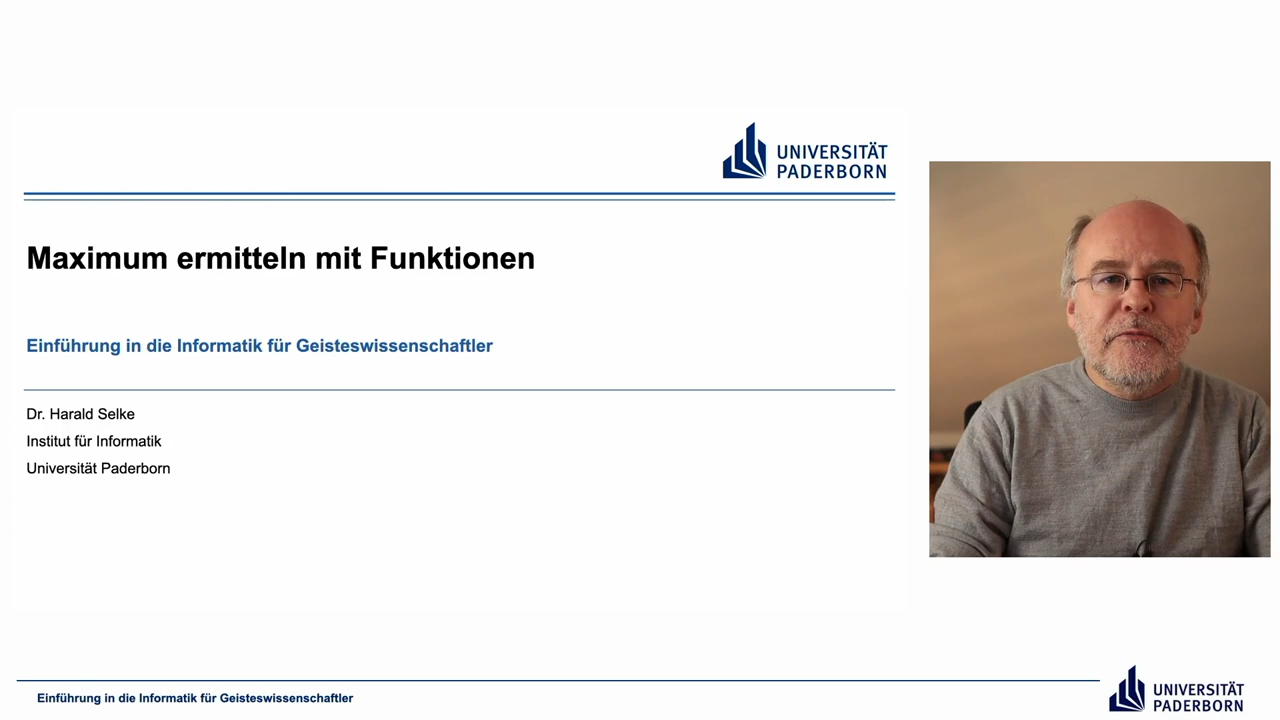 UNIVERSITÄT
PADERBORN
Maximum ermitteln mit Funktionen
Einführung in die Informatik für Geisteswissenschaftler
Dr. Harald Selke
Institut für Informatik
Universität Paderborn
Einführung in die Informatik für Geisteswissenschaftler
UNIVERSITÄT
PADERBORN